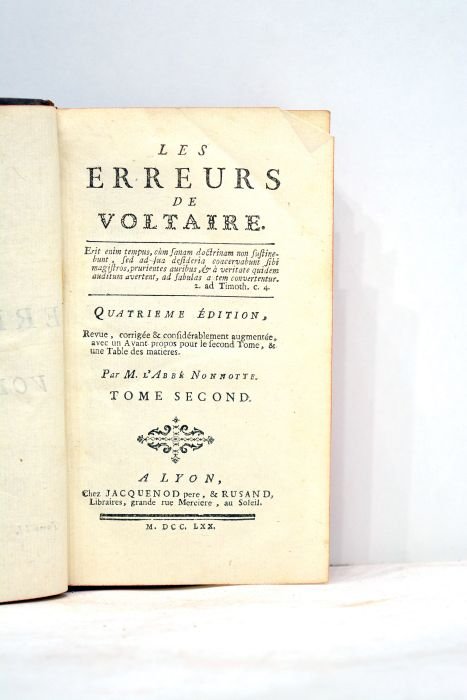 LES
ERREURS
DE
VOLTAIRE.
Erit enim tempus, cùm ſanam doctrinam non ſuſtine-
bunt, ſed ad ſua deſideria coacervabunt ſibi
magiſtros, prurientes auribus, & à veritate quidem
auditum avertent, ad fabulas a tem convertentur.
2. ad Timoth. c. 4.
QUATRIEME ÉDITION,
Revue, corrigée & conſidérablement augmentée,
avec un Avant propos pour le ſecond Tome, &
une Table des matieres.
Par M. L'ABBÉ NONNOTTE.
TOME SECOND.
A LYON,
Chez JACQUENOD pere, & RUSAND,
Libraires, grande rue Merciere, au Soleil.
M. DCC. LXX.